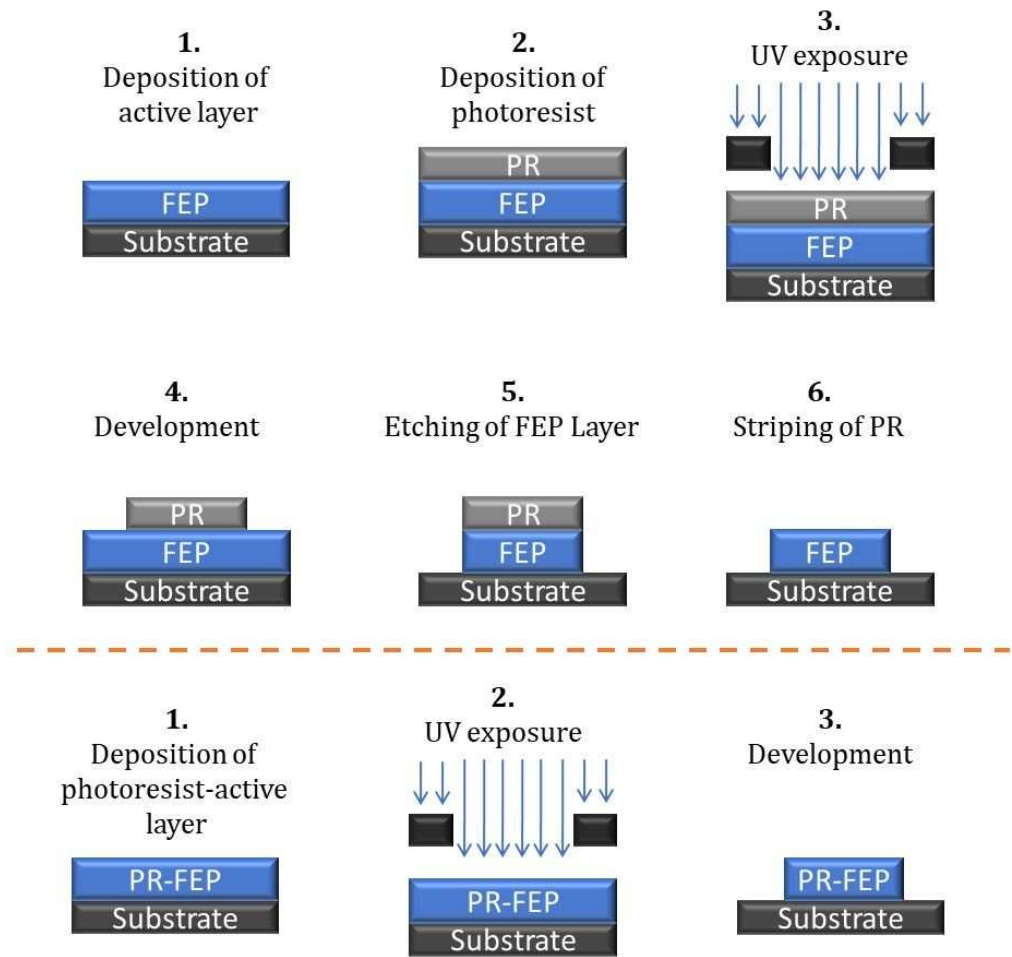 1.
Deposition of
active layer
FEP
Substrate
2.
Deposition of
photoresist
PR
FEP
Substrate
3.
UV exposure
PR
FEP
Substrate
4.
Development
PR
FEP
Substrate
5.
Etching of FEP Layer
PR
FEP
Substrate
6.
Striping of PR
FEP
Substrate
1.
Deposition of
photoresist-active
layer
PR-FEP
Substrate
2.
UV exposure
PR-FEP
Substrate
3.
Development
PR-FEP
Substrate